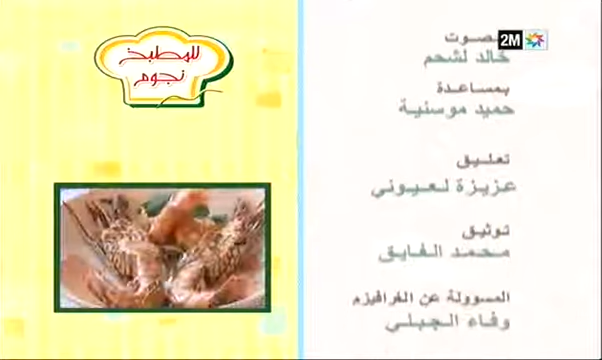 للمطبخ
نجوم
2M
صوت
خالد لشحم
بمساعدة
حميد موسنية
تعليق
عزيزة لعيوني
توثيق
محمد الفايق
المسوولة عن الغرافيزم
وفاء الجبلي